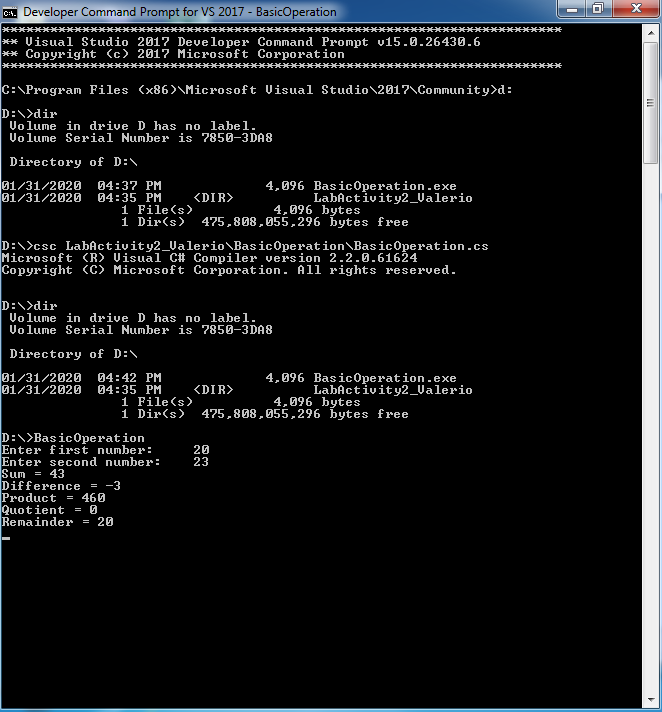 Developer Command Prompt for VS 2017 - BasicOperation
**********************************************************************
** Visual Studio 2017 Developer Command Prompt v15.0.26430.6
** Copyright (c) 2017 Microsoft Corporation
**********************************************************************
C:\Program Files (x86)\Microsoft Visual Studio\2017\Community>d:
D:\>dir
 Volume in drive D has no label.
 Volume Serial Number is 7850-3DA8
 Directory of D:\
01/31/2020  04:37 PM             4,096 BasicOperation.exe
01/31/2020  04:35 PM    <DIR>          LabActivity2_Valerio
               1 File(s)          4,096 bytes
               1 Dir(s)  475,808,055,296 bytes free
D:\>csc LabActivity2_Valerio\BasicOperation\BasicOperation.cs
Microsoft (R) Visual C# Compiler version 2.2.0.61624
Copyright (C) Microsoft Corporation. All rights reserved.
D:\>dir
 Volume in drive D has no label.
 Volume Serial Number is 7850-3DA8
 Directory of D:\
01/31/2020  04:42 PM             4,096 BasicOperation.exe
01/31/2020  04:35 PM    <DIR>          LabActivity2_Valerio
               1 File(s)          4,096 bytes
               1 Dir(s)  475,808,055,296 bytes free
D:\>BasicOperation
Enter first number:     20
Enter second number:    23
Sum = 43
Difference = -3
Product = 460
Quotient = 0
Remainder = 20